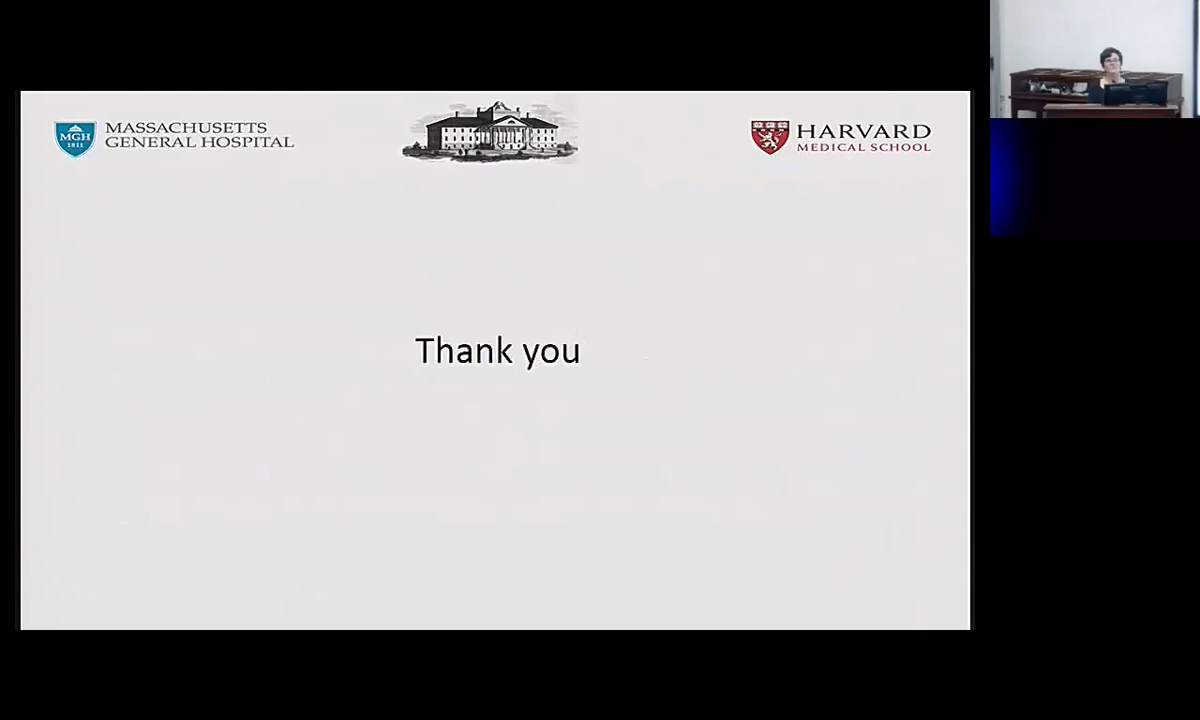 MGH
1811
MASSACHUSETTS
GENERAL HOSPITAL
HARVARD
MEDICAL SCHOOL
Thank you